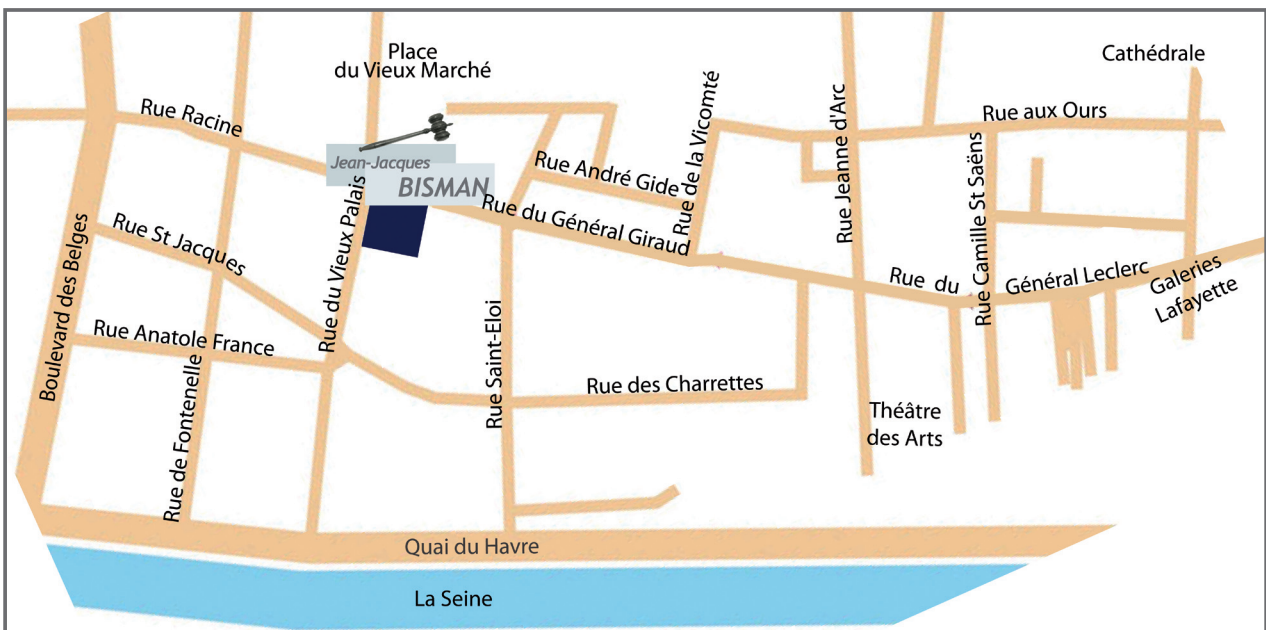 Place
du Vieux Marché
Cathédrale
Rue Racine
Rue de la Vicomté
Rue Jeanne d'Arc
Rue aux Ours
Jean-Jacques
BISMAN
Rue André Gide
Rue Camille St Saëns
Rue du Vieux Palais
Rue du Général Giraud
Boulevard des Belges
Rue St Jacques
Rue du Général Leclerc
Galeries
Lafayette
Rue Anatole France
Rue de Fontenelle
Rue Saint-Eloi
Rue des Charrettes
Théâtre
des Arts
Quai du Havre
La Seine